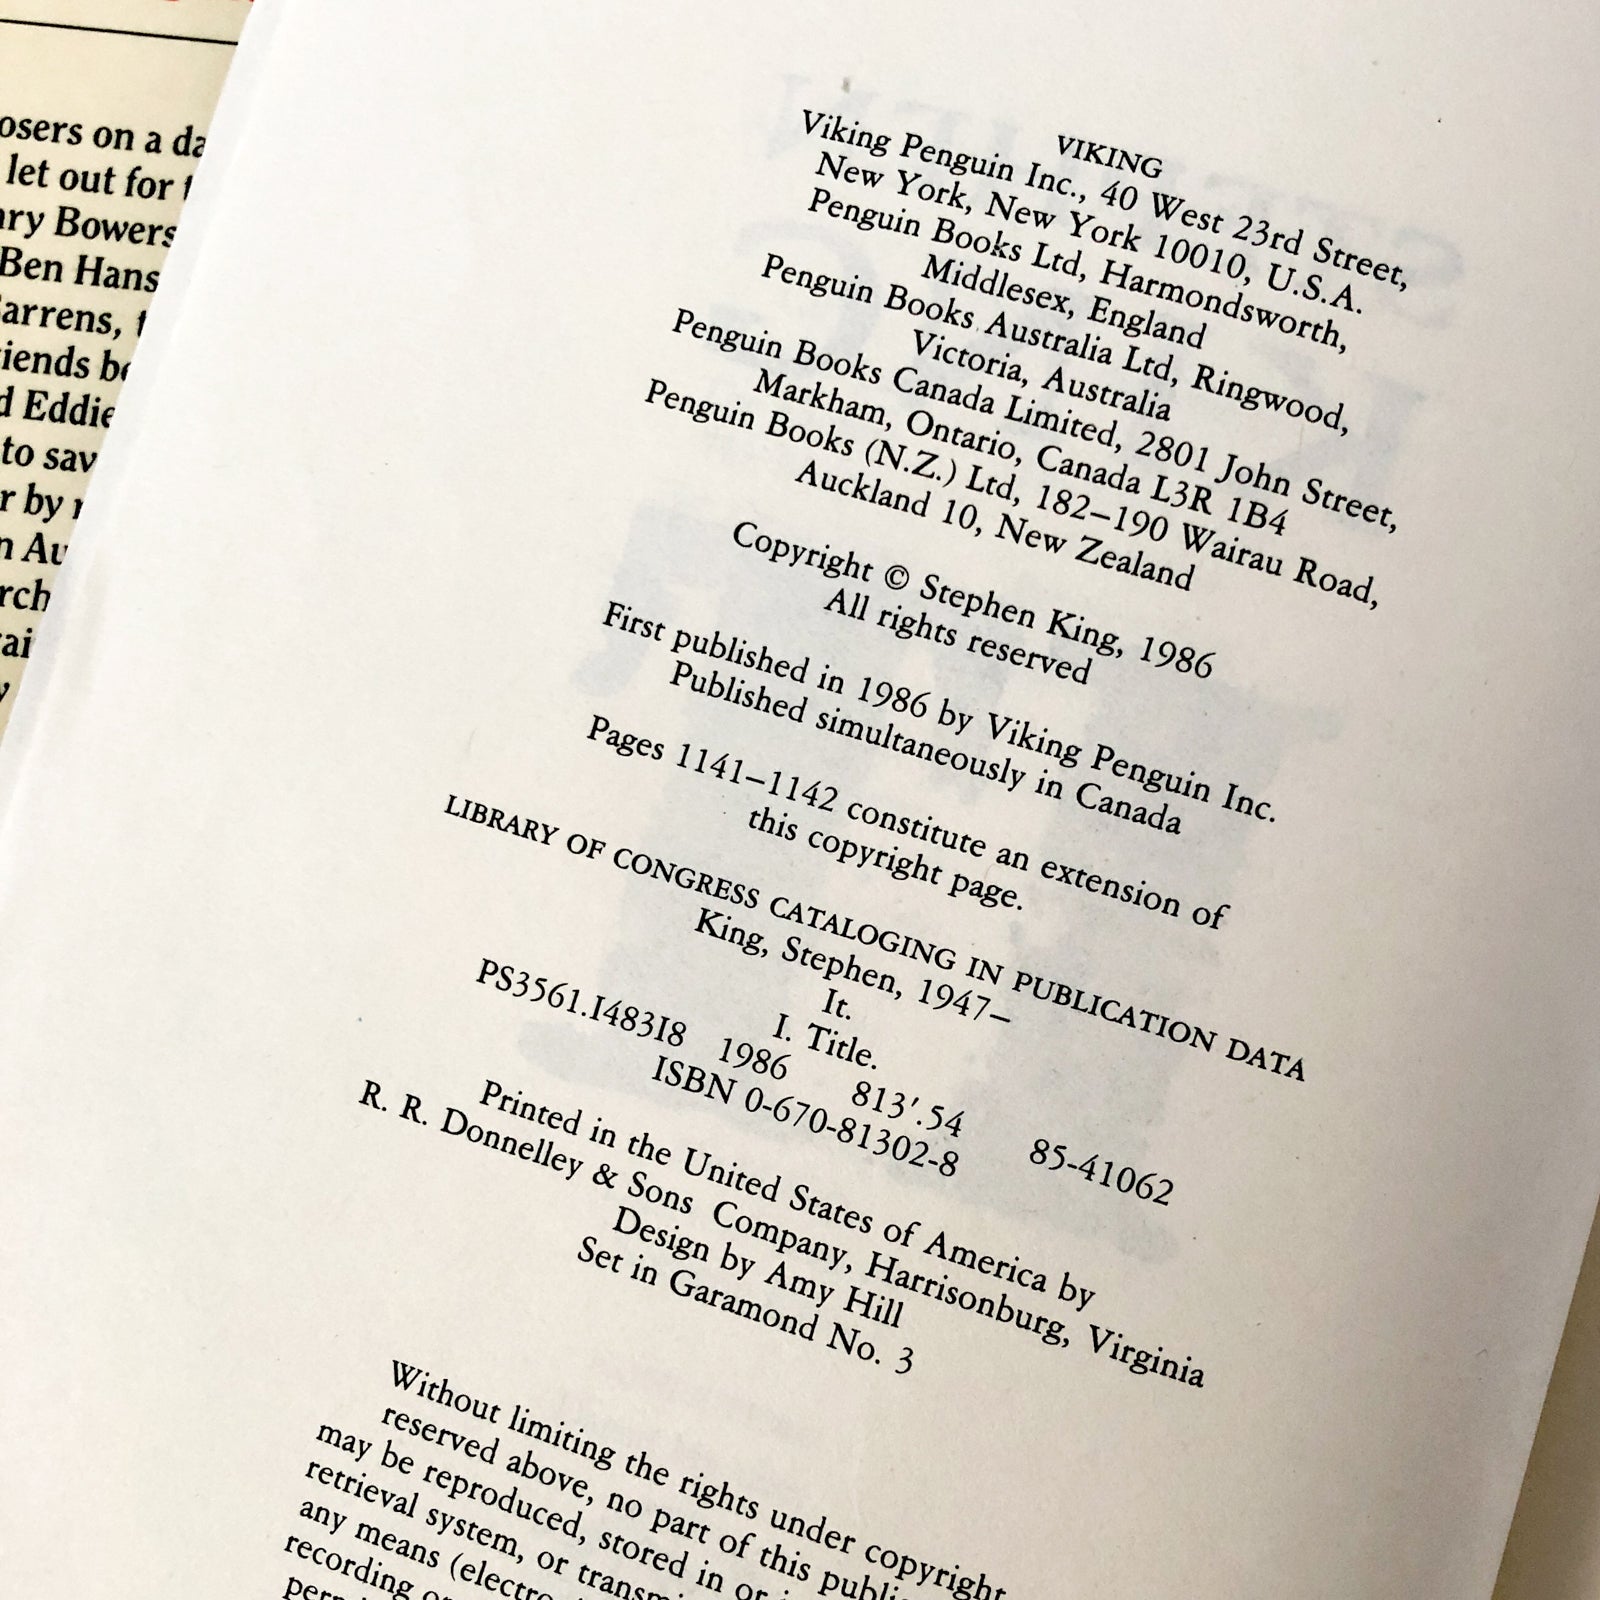 osers on a da
let out for
ary Bowers
Ben Hans
arrens,
iends be
d Eddie
to sav
r by
n Au
rch
rai
y
VIKING
Viking Penguin Inc., 40 West 23rd Street,
New York, New York 10010, U.S.A.
Penguin Books Ltd, Harmondsworth,
Middlesex, England
Penguin Books Australia Ltd, Ringwood,
Victoria, Australia
Penguin Books Canada Limited, 2801 John Street,
Markham, Ontario, Canada L3R 1B4
Penguin Books (N.Z.) Ltd, 182–190 Wairau Road,
Auckland 10, New Zealand
Copyright © Stephen King, 1986
All rights reserved
First published in 1986 by Viking Penguin Inc.
Published simultaneously in Canada
Pages 1141–1142 constitute an extension of
this copyright page.
LIBRARY OF CONGRESS CATALOGING IN PUBLICATION DATA
King, Stephen, 1947–
It.
I. Title.
PS3561.I483I8 1986 813'.54 85-41062
ISBN 0-670-81302-8
Printed in the United States of America by
R. R. Donnelley & Sons Company, Harrisonburg, Virginia
Design by Amy Hill
Set in Garamond No. 3
Without limiting the rights under copyright
reserved above, no part of this publi
may be reproduced, stored in or i
retrieval system, or transmi
any means (electro
recording o
per